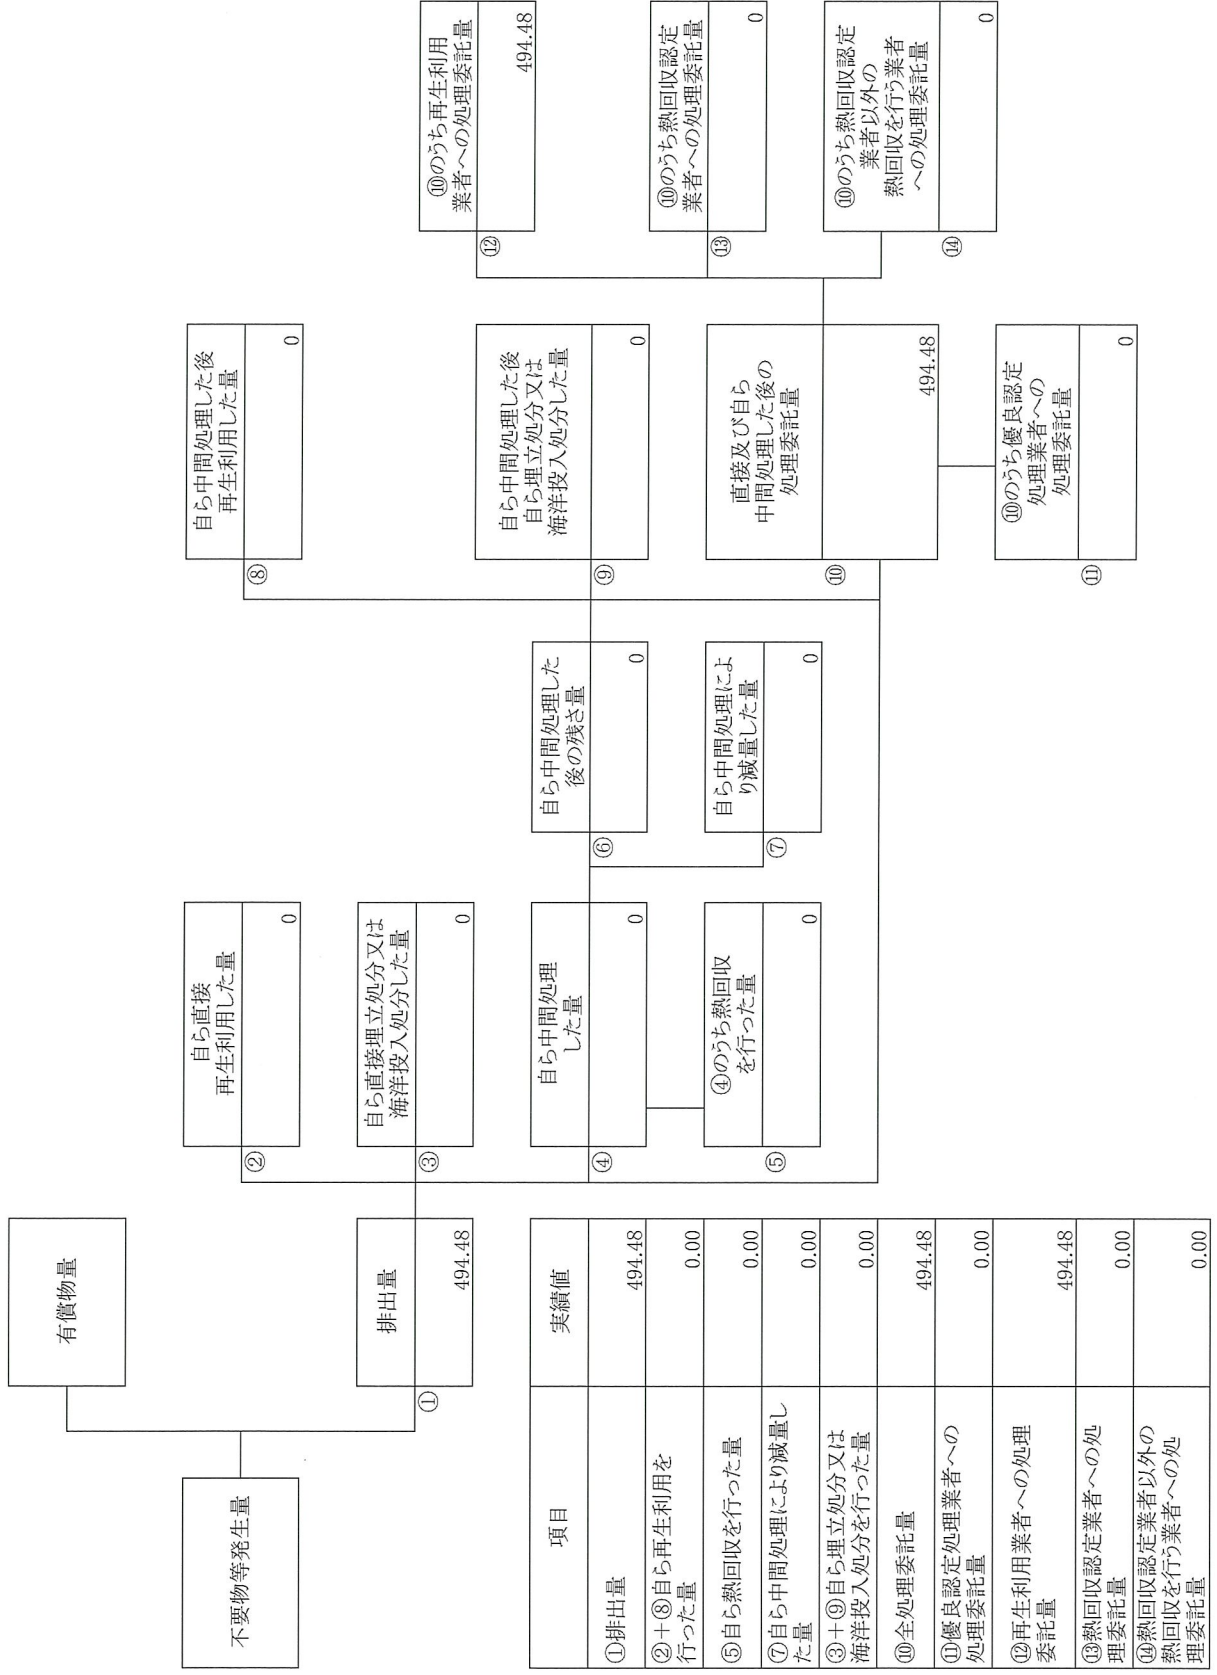 不要物等発生量
有償物量
排出量
①
494.48
自ら直接
再生利用した量
②
0
自ら直接埋立処分又は
海洋投入処分した量
③
0
自ら中間処理
した量
④
0
④のうち熱回収
を行った量
⑤
0
自ら中間処理した
後の残さ量
⑥
0
自ら中間処理によ
り減量した量
⑦
0
自ら中間処理した後
再生利用した量
⑧
0
自ら中間処理した後
自ら埋立処分又は
海洋投入処分した量
⑨
0
直接及び自ら
中間処理した後の
処理委託量
⑩
494.48
⑩のうち優良認定
処理業者への
処理委託量
⑪
0
⑩のうち再生利用
業者への処理委託量
⑫
494.48
⑩のうち熱回収認定
業者への処理委託量
⑬
0
⑩のうち熱回収認定
業者以外の
熱回収を行う業者
への処理委託量
⑭
0
項目 実績値
①排出量 494.48
②+⑧自ら再生利用を
行った量 0.00
⑤自ら熱回収を行った量 0.00
⑦自ら中間処理により減量し
た量 0.00
③+⑨自ら埋立処分又は
海洋投入処分を行った量 0.00
⑩全処理委託量 494.48
⑪優良認定処理業者への
処理委託量 0.00
⑫再生利用業者への処理
委託量 494.48
⑬熱回収認定業者への処
理委託量 0.00
⑭熱回収認定業者以外の
熱回収を行う業者への処
理委託量 0.00